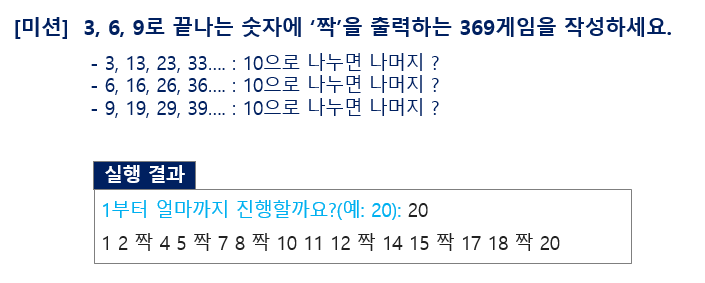 [미션] 3, 6, 9로 끝나는 숫자에 ‘짝’을 출력하는 369게임을 작성하세요.
- 3, 13, 23, 33.... : 10으로 나누면 나머지 ?
- 6, 16, 26, 36.... : 10으로 나누면 나머지 ?
- 9, 19, 29, 39.... : 10으로 나누면 나머지 ?
실행 결과
1부터 얼마까지 진행할까요?(예: 20): 20
1 2 짝 4 5 짝 7 8 짝 10 11 12 짝 14 15 짝 17 18 짝 20